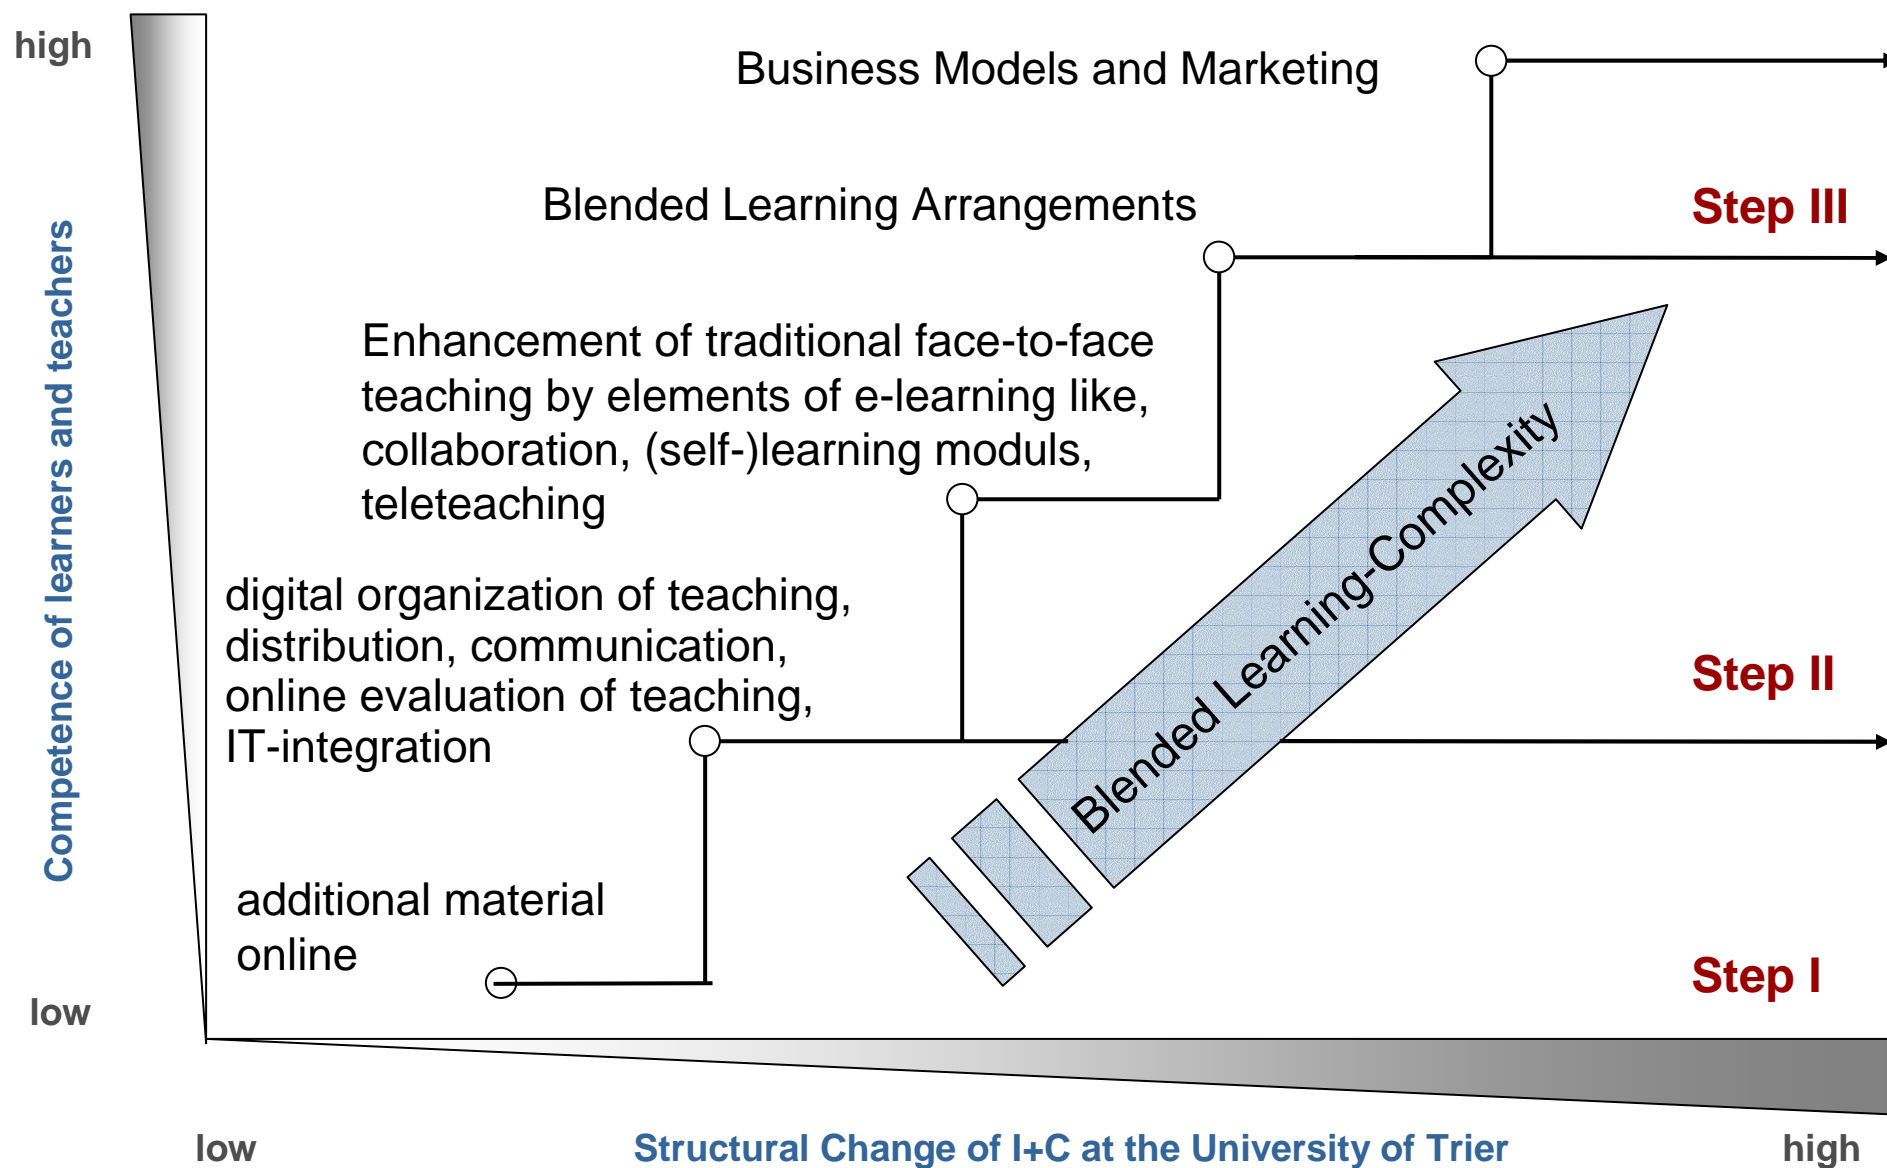 high
Business Models and Marketing
Blended Learning Arrangements
Step III
Competence of learners and teachers
Enhancement of traditional face-to-face
teaching by elements of e-learning like,
collaboration, (self-)learning moduls,
teleteaching
Blended Learning-Complexity
digital organization of teaching,
distribution, communication,
online evaluation of teaching,
IT-integration
Step II
additional material
online
Step I
low
low
Structural Change of I+C at the University of Trier
high